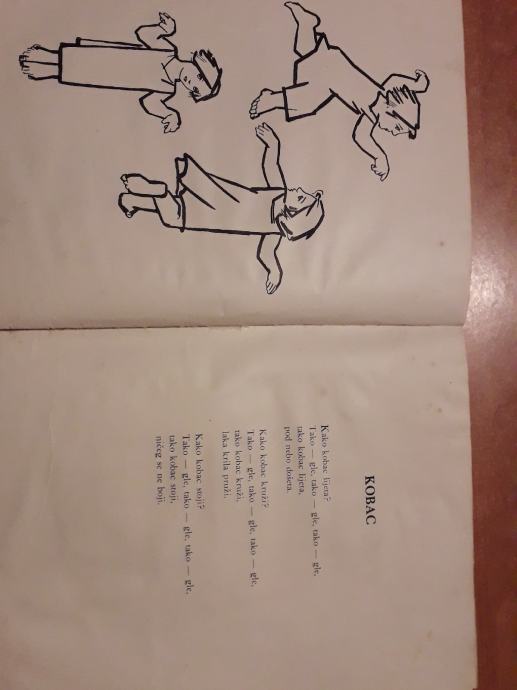 KOBAC
Kako kobac lijeta?
Tako — gle, tako — gle, tako — gle,
tako kobac lijeta,
pod nebo došeta.
Kako kobac kruži?
Tako — gle, tako — gle, tako — gle,
tako kobac kruži,
laka krila pruži.
Kako kobac stoji?
Tako — gle, tako — gle, tako — gle,
tako kobac stoji,
ničeg se ne boji.